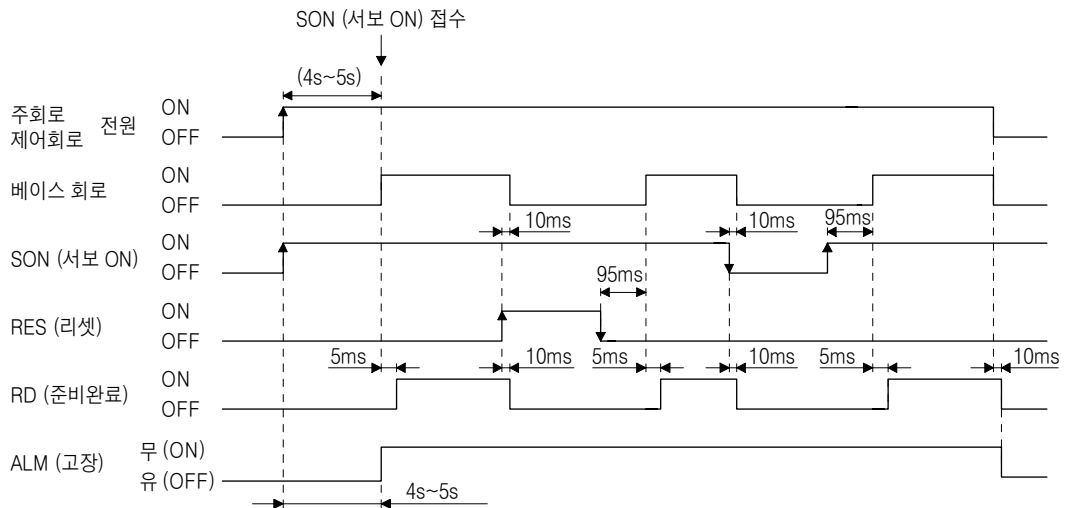 SON (서보 ON) 접수
(4s~5s)
주회로
제어회로 전원
ON
OFF
베이스 회로
ON
OFF
10ms
10ms
95ms
SON (서보 ON)
ON
OFF
95ms
RES (리셋)
ON
OFF
5ms
10ms
5ms
10ms
5ms
10ms
RD (준비완료)
ON
OFF
ALM (고장)
무 (ON)
유 (OFF)
4s~5s